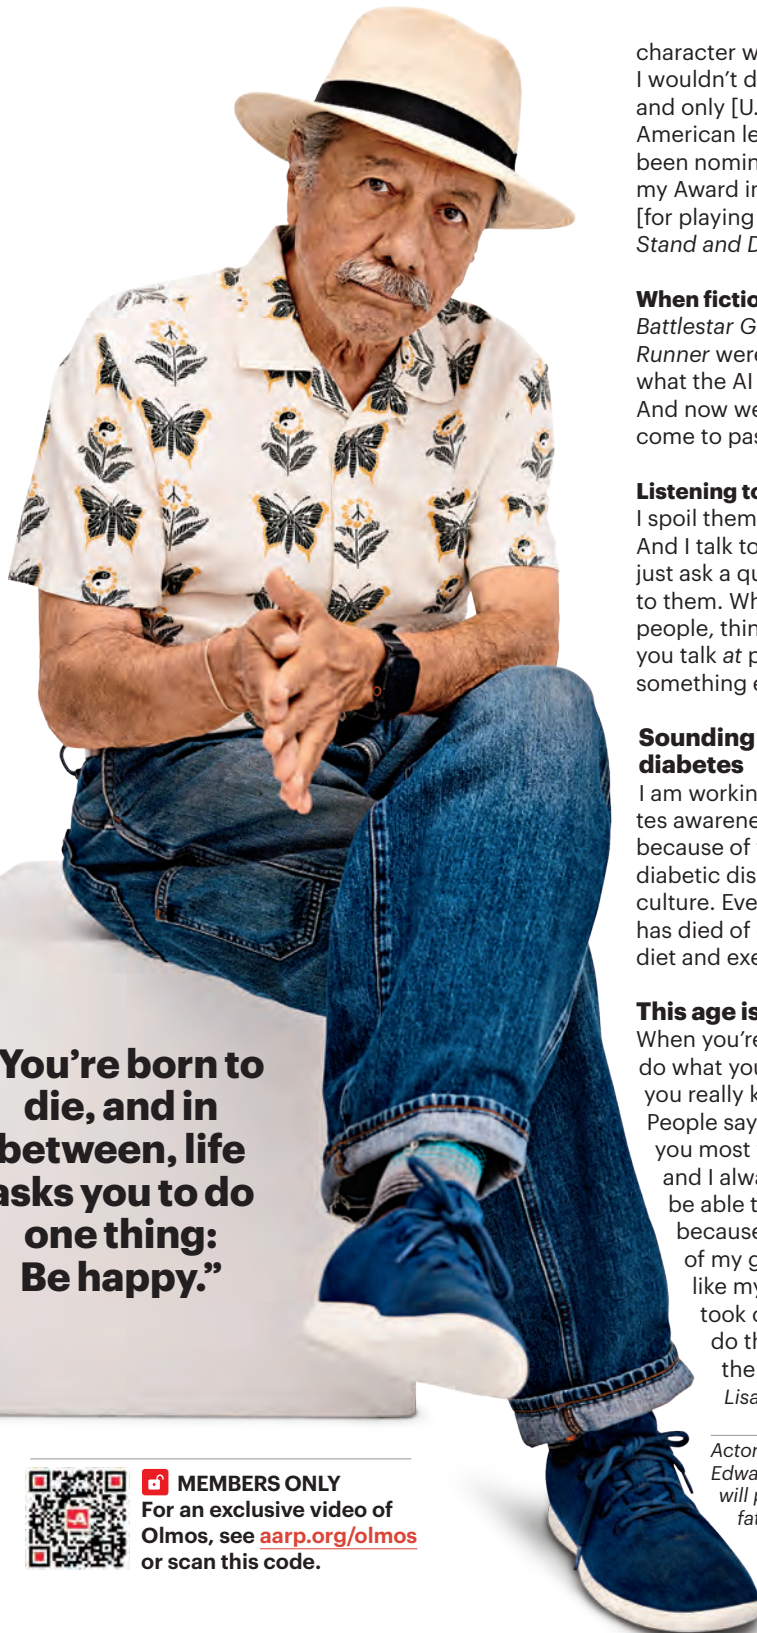 You're born to
die, and in
between, life
asks you to do
one thing:
Be happy."
MEMBERS ONLY
For an exclusive video of
Olmos, see aarp.org/olmos
or scan this code.
character w
I wouldn't d
and only [U.
American le
been nomin
my Award in
[for playing
Stand and D
When fictio
Battlestar G
Runner were
what the AI
And now we
come to pas
Listening to
I spoil them
And I talk to
just ask a qu
to them. Wh
people, thin
you talk at p
something e
Sounding
diabetes
I am workin
tes awarene
because of
diabetic dis
culture. Eve
has died of
diet and exe
This age is
When you're
do what you
you really k
People say
you most
and I alwa
be able t
because
of my g
like my
took c
do th
the
Lisa
Actor
Edwa
will p
fat